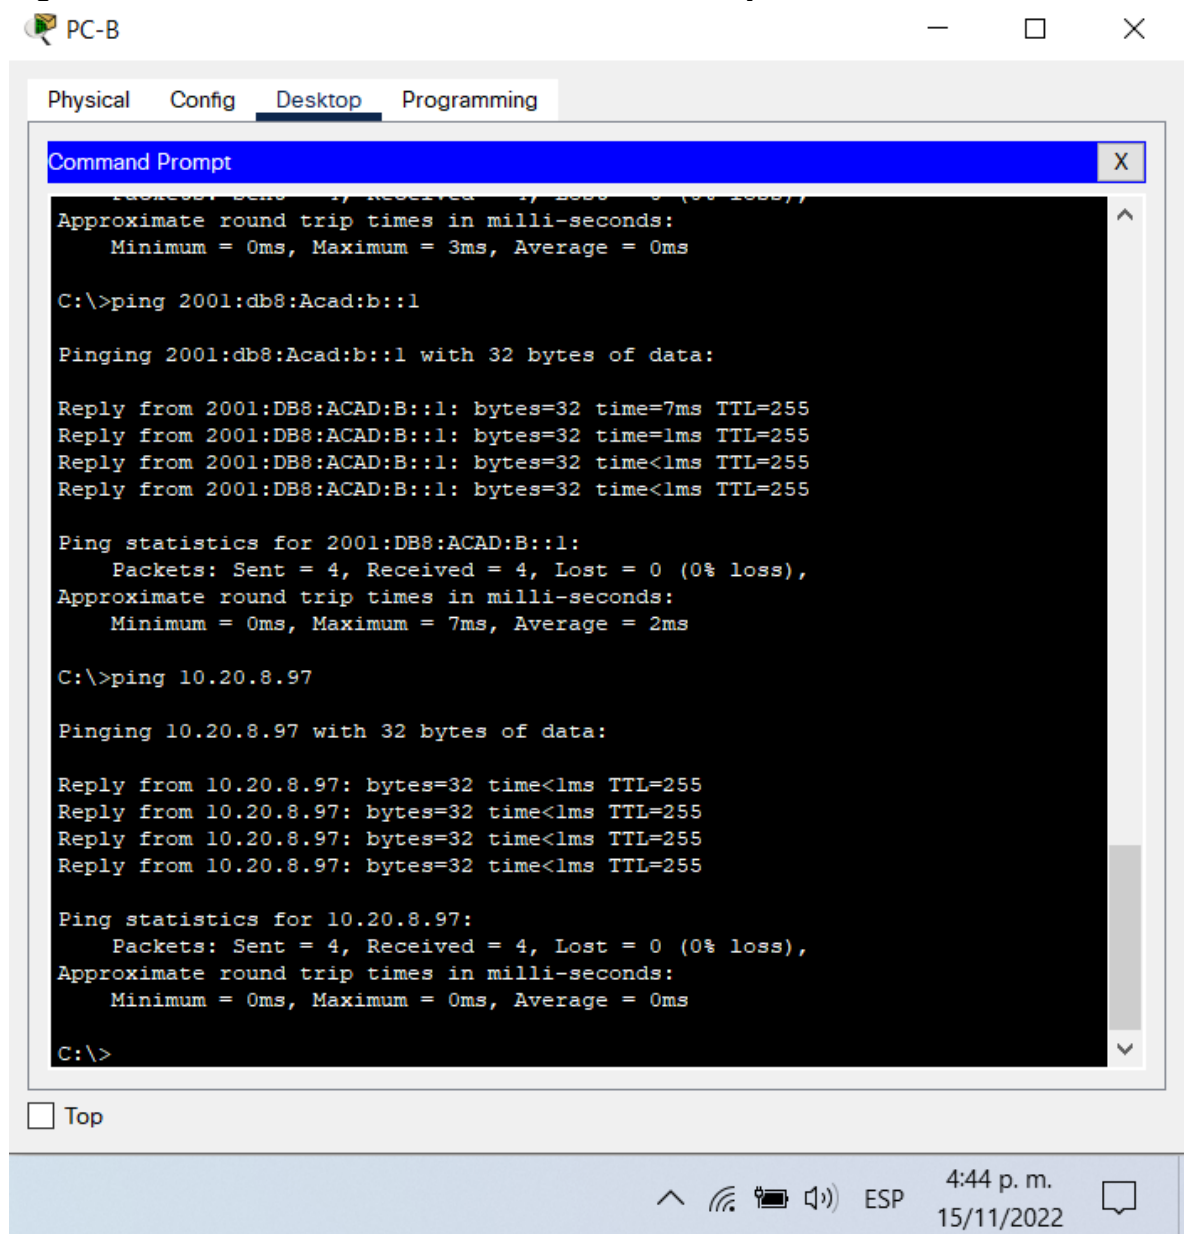 PC-B
Physical Config Desktop Programming
Command Prompt X
Packets: Sent = 4, Received = 4, Lost = 0 (0% loss),
Approximate round trip times in milli-seconds:
    Minimum = 0ms, Maximum = 3ms, Average = 0ms
C:\>ping 2001:db8:Acad:b::1
Pinging 2001:db8:Acad:b::1 with 32 bytes of data:
Reply from 2001:DB8:ACAD:B::1: bytes=32 time=7ms TTL=255
Reply from 2001:DB8:ACAD:B::1: bytes=32 time=1ms TTL=255
Reply from 2001:DB8:ACAD:B::1: bytes=32 time<1ms TTL=255
Reply from 2001:DB8:ACAD:B::1: bytes=32 time<1ms TTL=255
Ping statistics for 2001:DB8:ACAD:B::1:
    Packets: Sent = 4, Received = 4, Lost = 0 (0% loss),
Approximate round trip times in milli-seconds:
    Minimum = 0ms, Maximum = 7ms, Average = 2ms
C:\>ping 10.20.8.97
Pinging 10.20.8.97 with 32 bytes of data:
Reply from 10.20.8.97: bytes=32 time<1ms TTL=255
Reply from 10.20.8.97: bytes=32 time<1ms TTL=255
Reply from 10.20.8.97: bytes=32 time<1ms TTL=255
Reply from 10.20.8.97: bytes=32 time<1ms TTL=255
Ping statistics for 10.20.8.97:
    Packets: Sent = 4, Received = 4, Lost = 0 (0% loss),
Approximate round trip times in milli-seconds:
    Minimum = 0ms, Maximum = 0ms, Average = 0ms
C:\>
Top
ESP
4:44 p. m.
15/11/2022